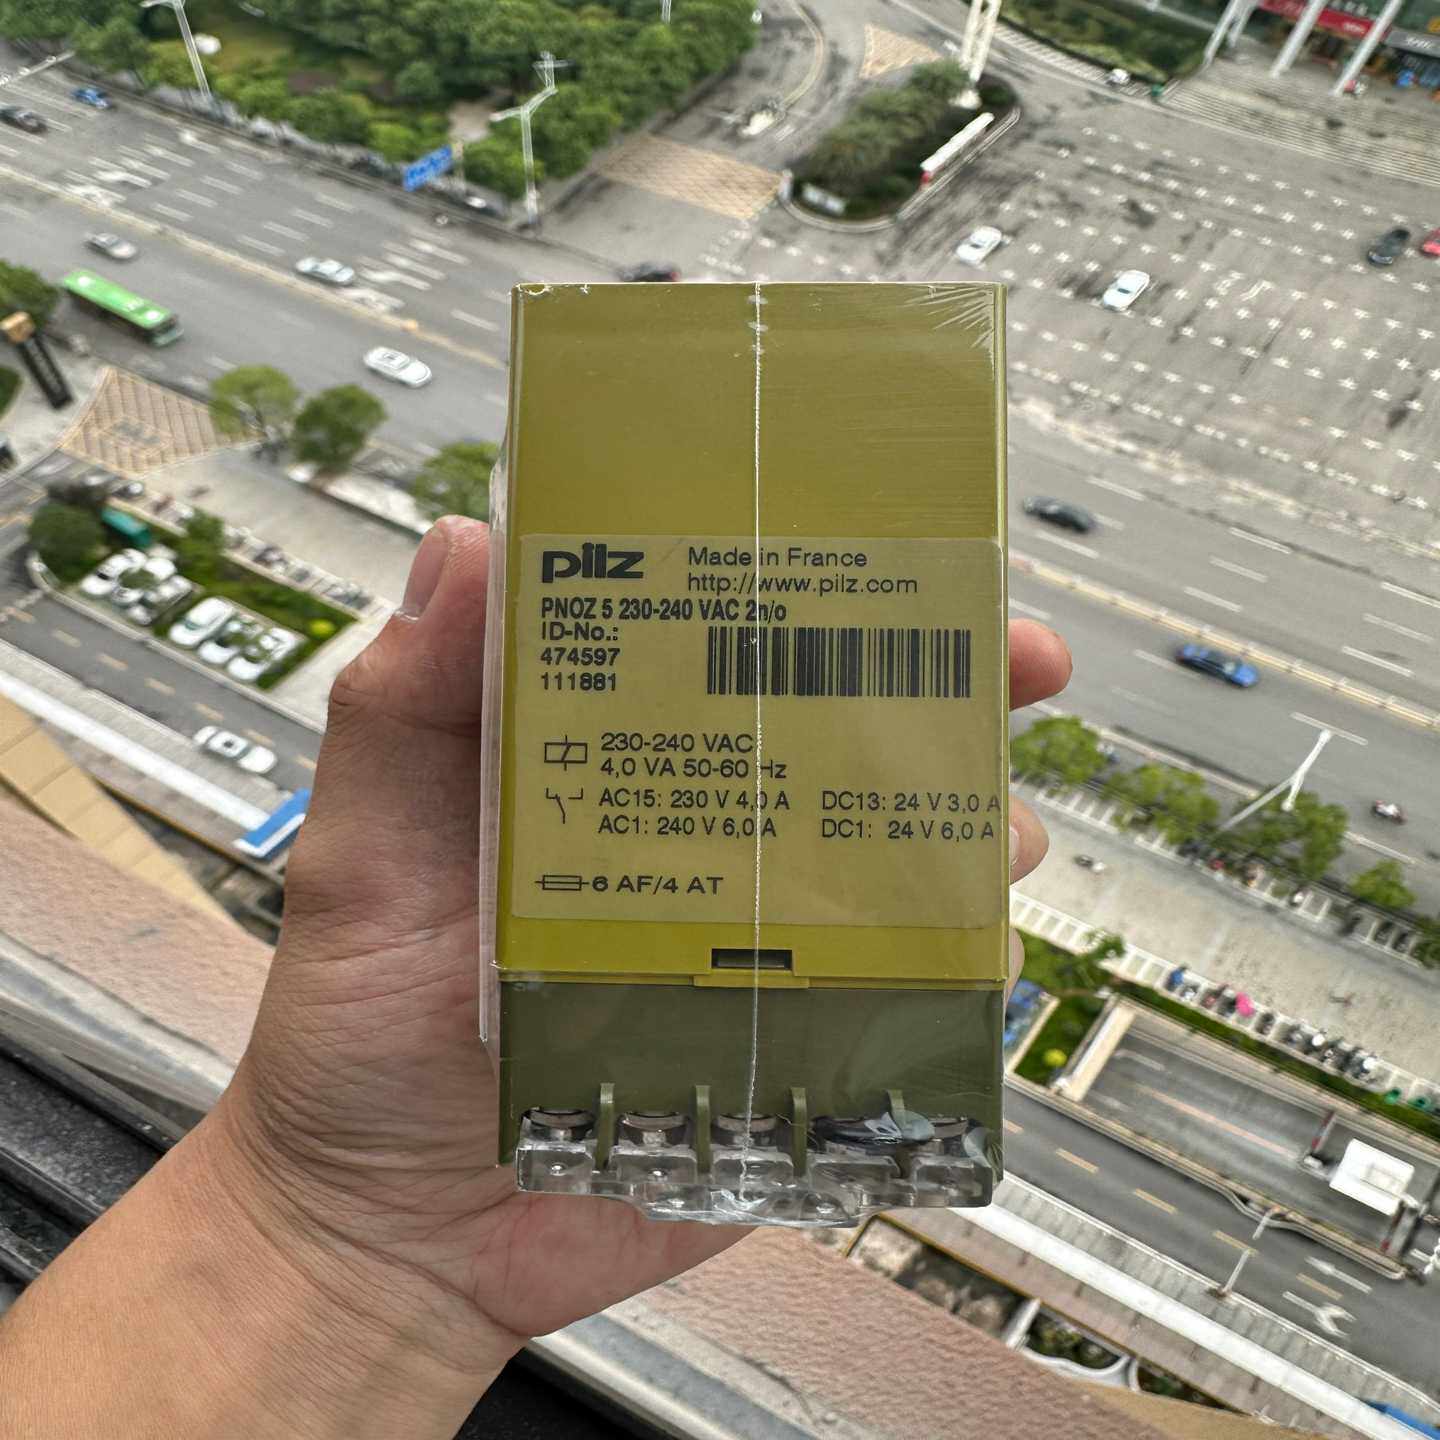 pilz
Made in France
http://www.pilz.com
PNOZ 5 230-240 VAC 2n/o
ID-No.:
474597
111881
230-240 VAC
4,0 VA 50-60 Hz
AC15: 230 V 4,0 A DC13: 24 V 3,0 A
AC1: 240 V 6,0 A DC1: 24 V 6,0 A
6 AF/4 AT